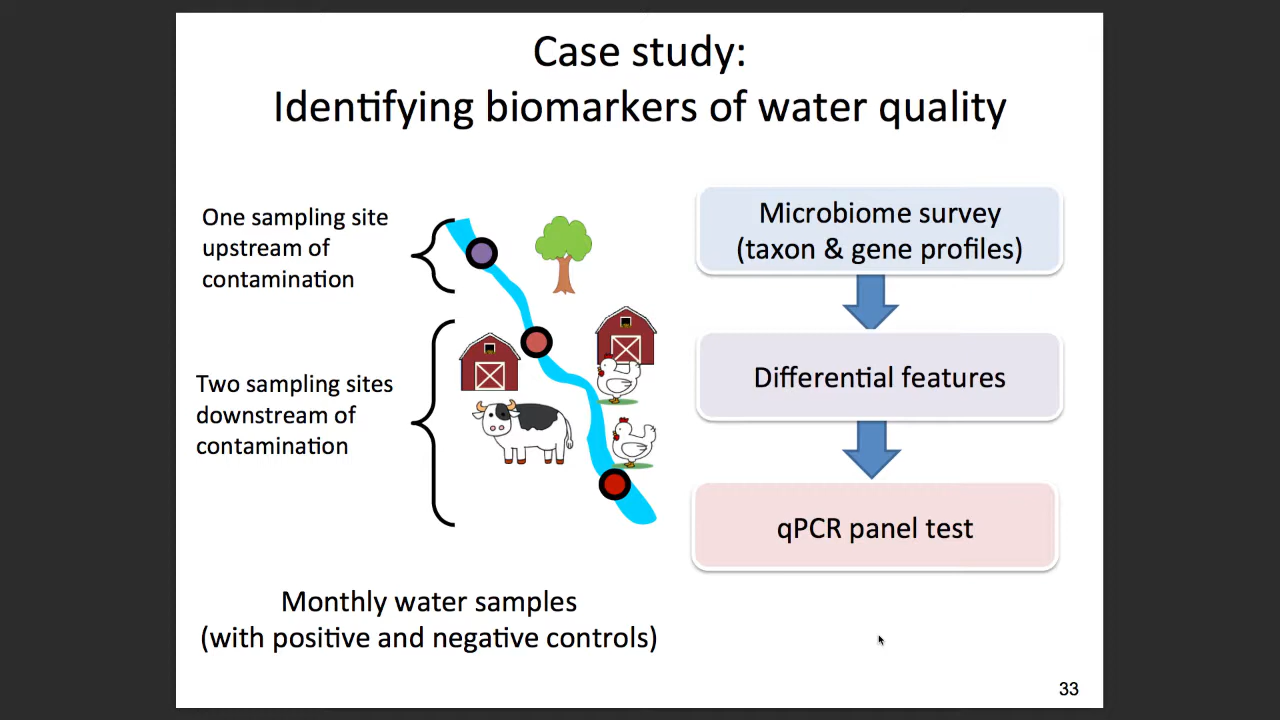 Case study:
Identifying biomarkers of water quality
One sampling site
upstream of
contamination
Two sampling sites
downstream of
contamination
Monthly water samples
(with positive and negative controls)
Microbiome survey
(taxon & gene profiles)
Differential features
qPCR panel test
33